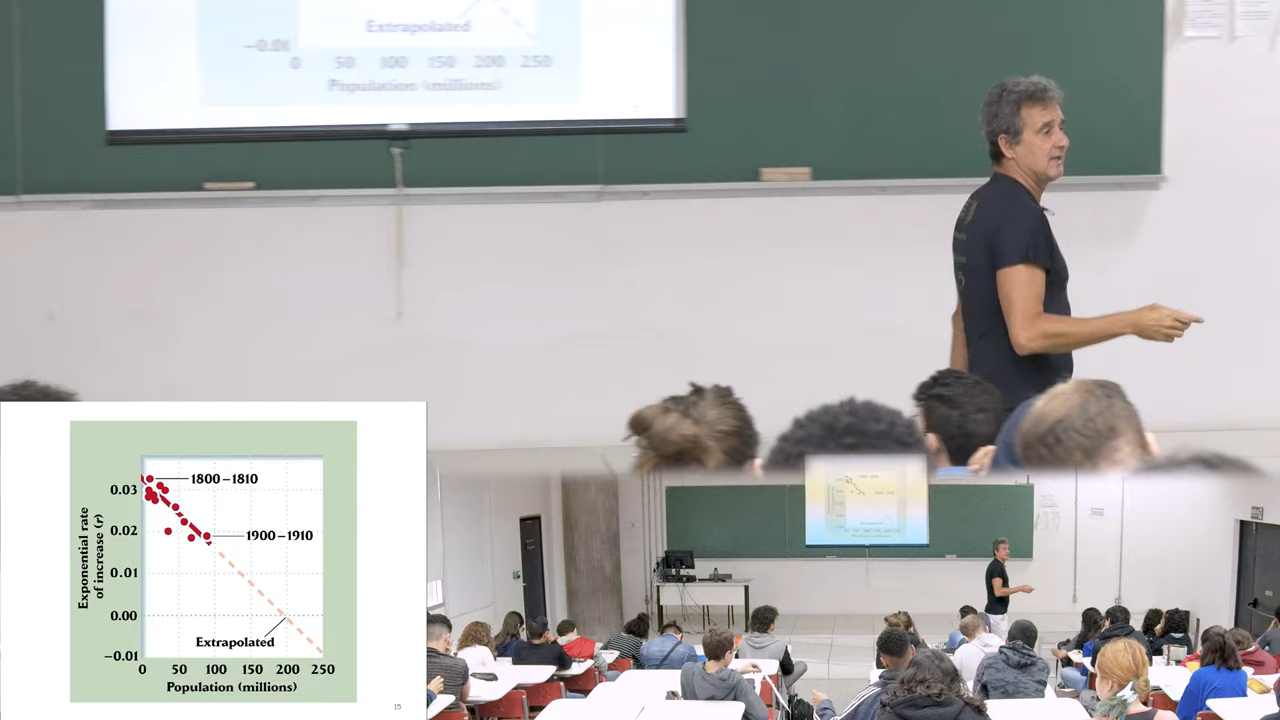 Extrapolated
−0.01
0 50 100 150 200 250
Population (millions)
1800–1810
0.03
Exponential rate
of increase (r)
0.02
1900–1910
0.01
0.00
Extrapolated
−0.01
0 50 100 150 200 250
Population (millions)
15